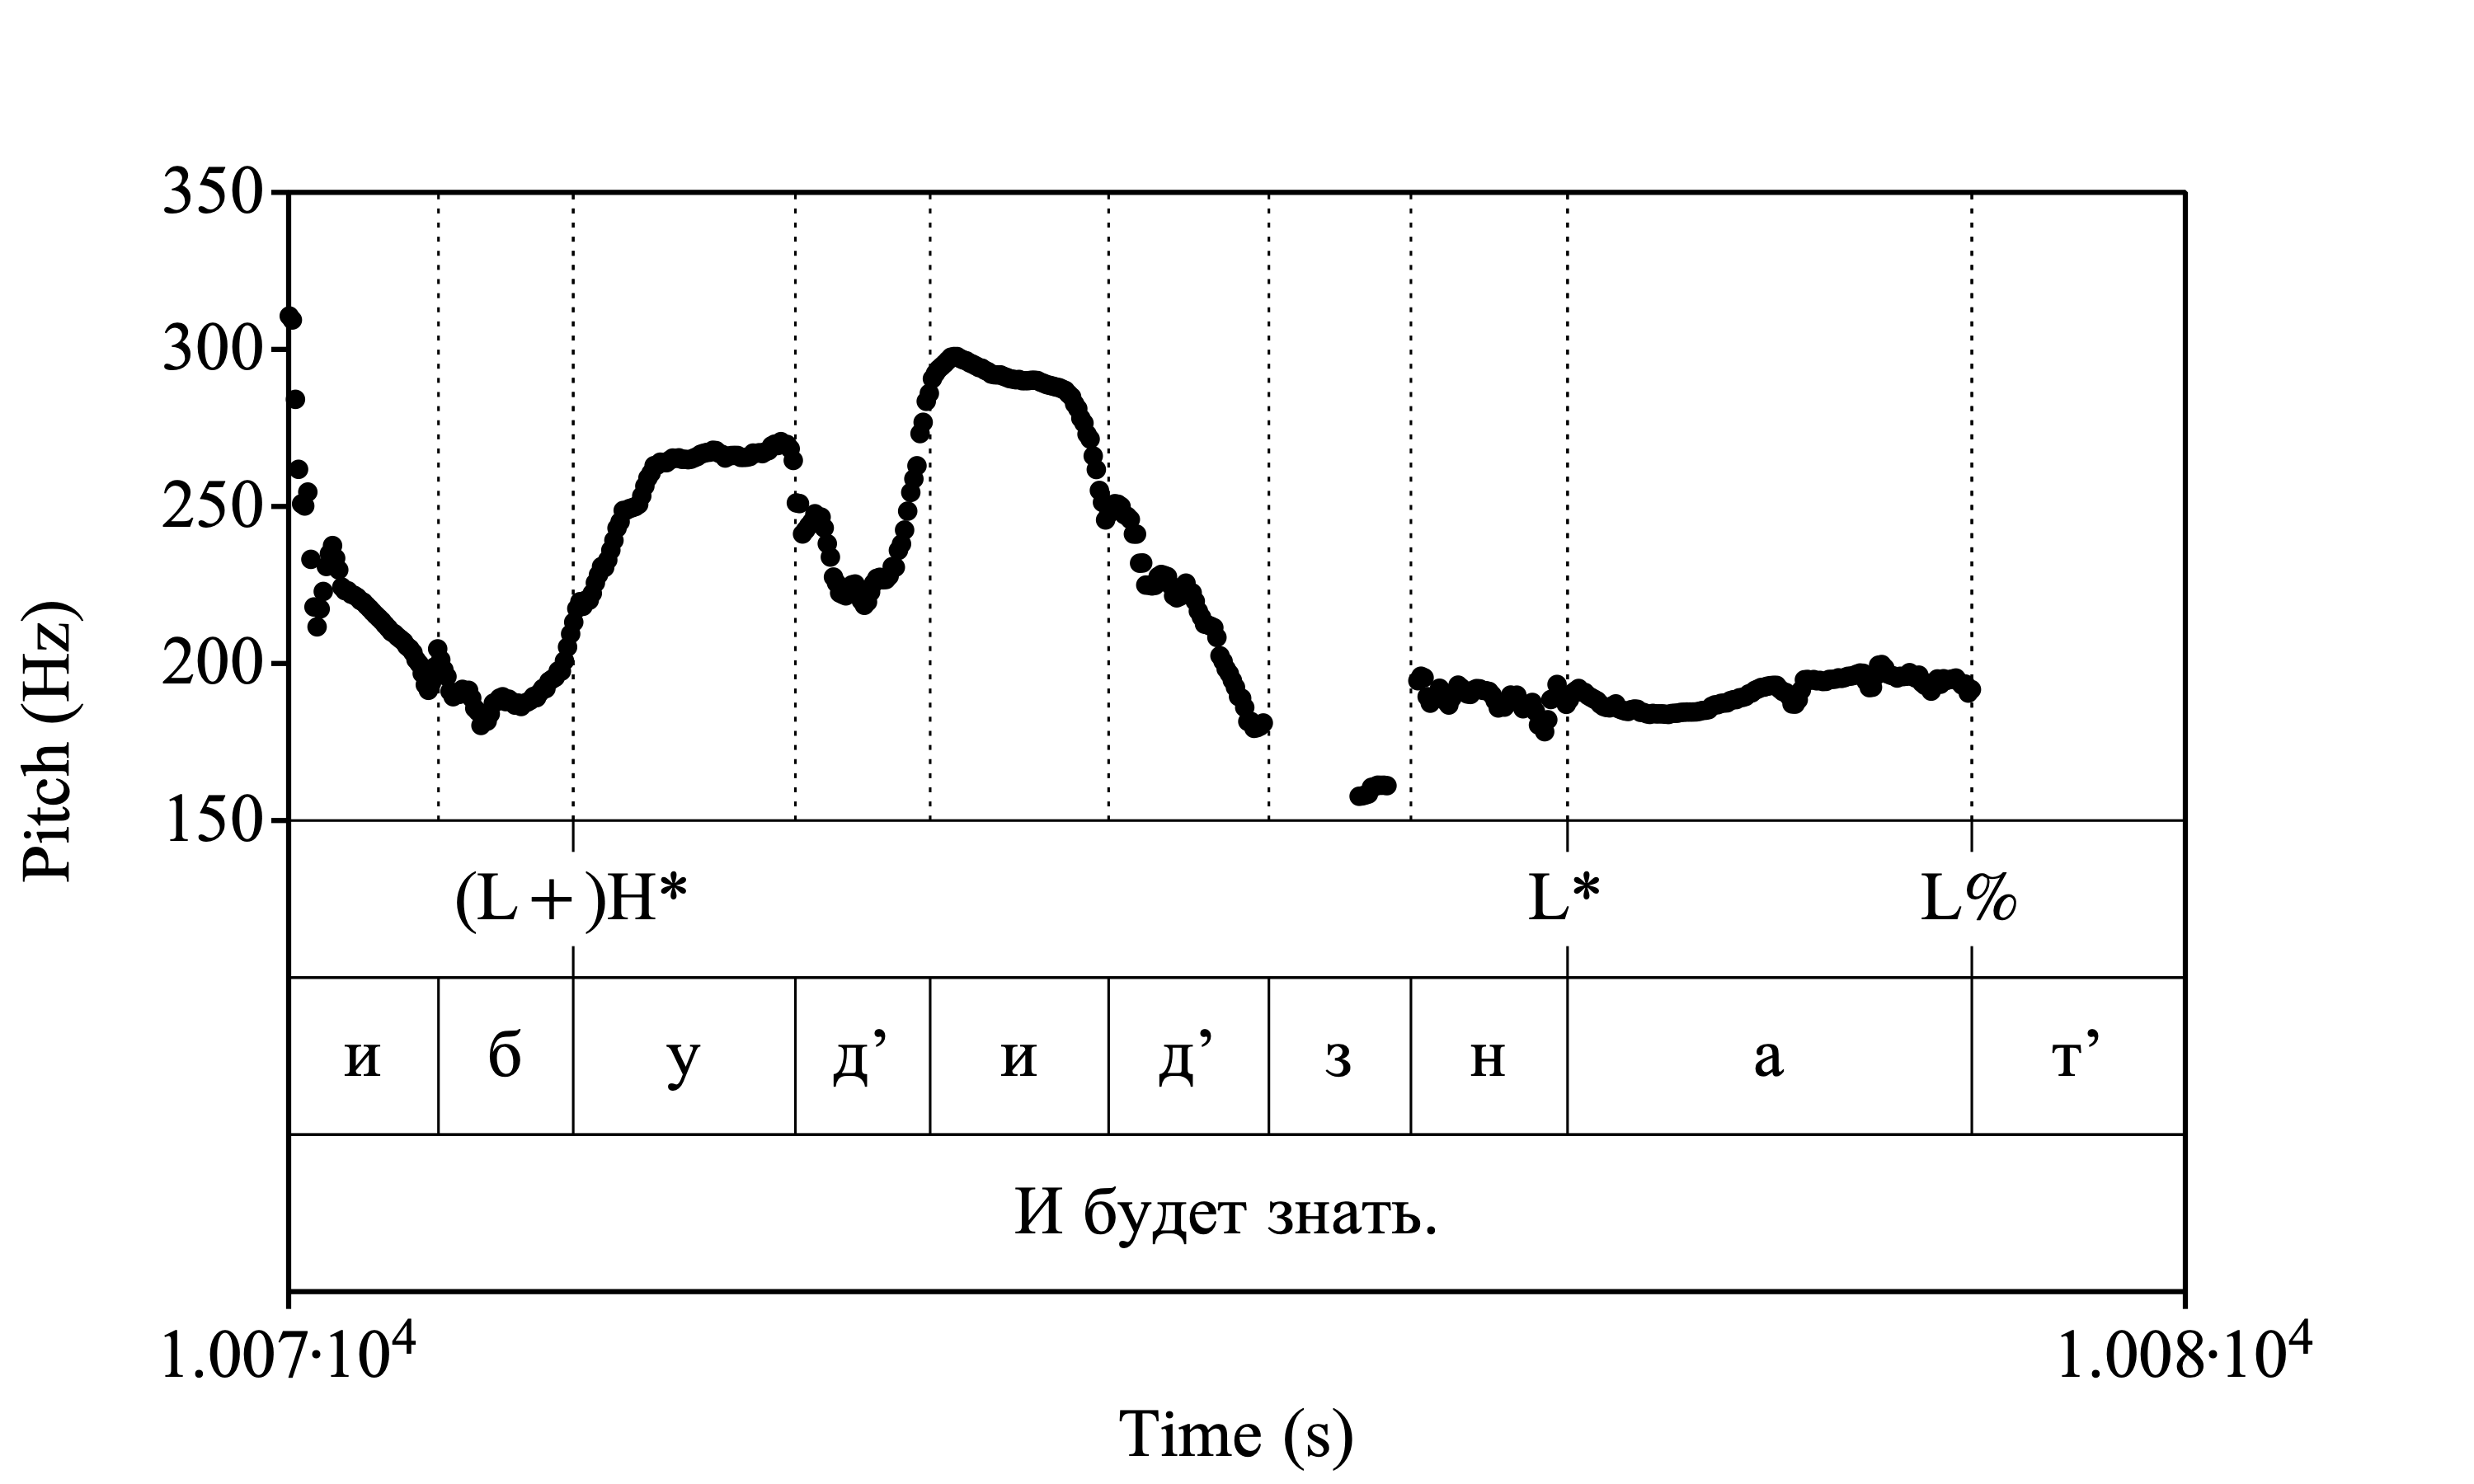 350
300
250
200
150
Pitch (Hz)
(L+)H* L* L%
и б у д’ и д’ з н а т’
И будет знать.
1.007·10⁴ 1.008·10⁴
Time (s)